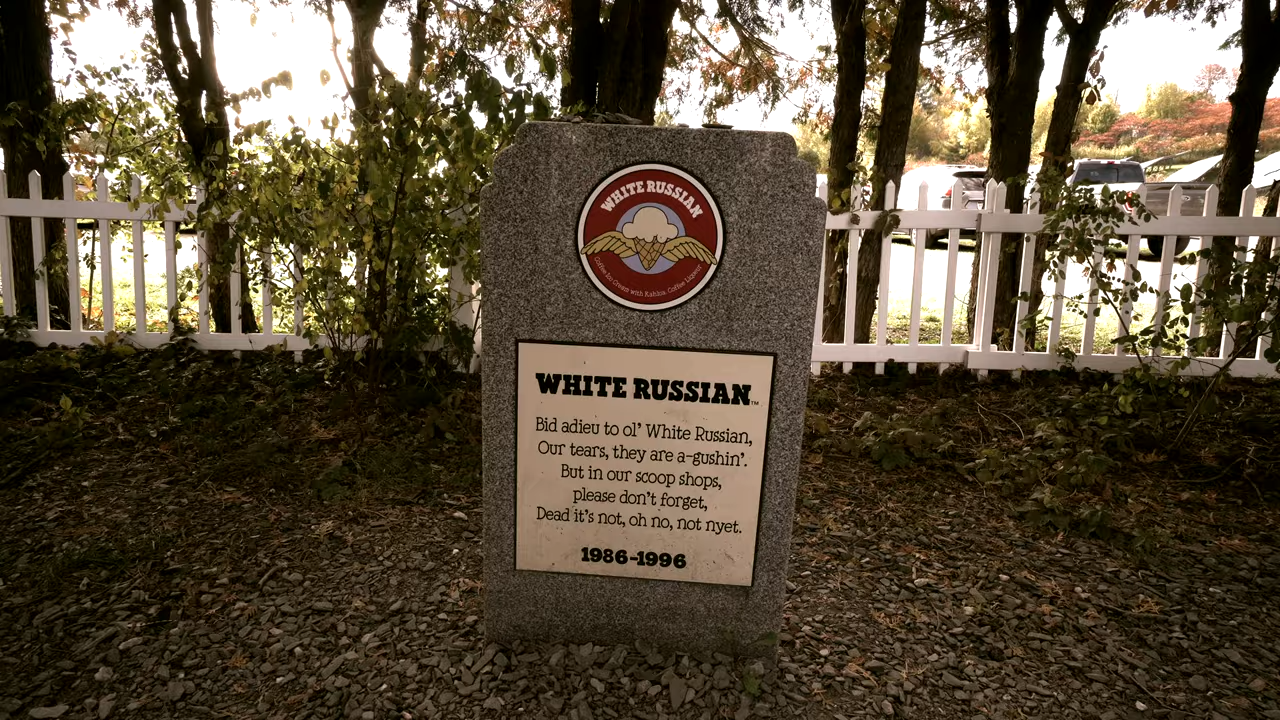 WHITE RUSSIAN
Coffee Ice Cream with Kahlua Coffee Liqueur
WHITE RUSSIAN™
Bid adieu to ol' White Russian,
Our tears, they are a-gushin'.
But in our scoop shops,
please don't forget,
Dead it's not, oh no, not nyet.
1986-1996